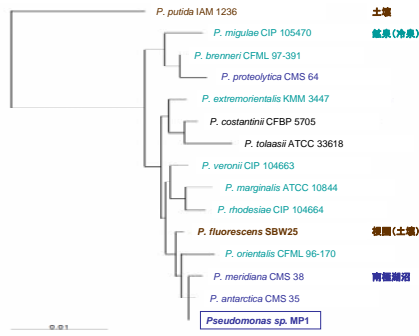 P. putida IAM 1236 土壌
P. migulae CIP 105470 鉱泉(冷泉)
P. brenneri CFML 97-391
P. proteolytica CMS 64
P. extremorientalis KMM 3447
P. costantinii CFBP 5705
P. tolaasii ATCC 33618
P. veronii CIP 104663
P. marginalis ATCC 10844
P. rhodesiae CIP 104664
P. fluorescens SBW25 根圏(土壌)
P. orientalis CFML 96-170
P. meridiana CMS 38 南極湖沼
P. antarctica CMS 35
Pseudomonas sp. MP1
0.01